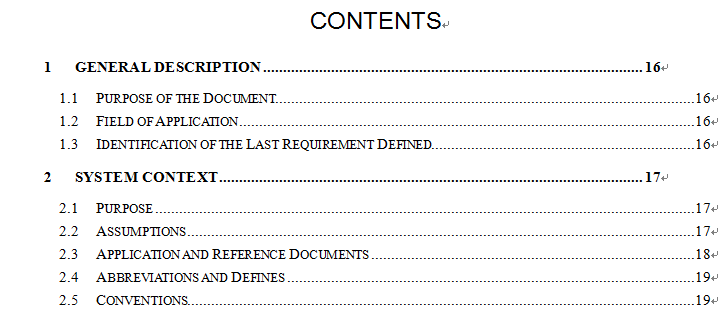 CONTENTS
1 GENERAL DESCRIPTION 16
1.1 PURPOSE OF THE DOCUMENT 16
1.2 FIELD OF APPLICATION 16
1.3 IDENTIFICATION OF THE LAST REQUIREMENT DEFINED 16
2 SYSTEM CONTEXT 17
2.1 PURPOSE 17
2.2 ASSUMPTIONS 17
2.3 APPLICATION AND REFERENCE DOCUMENTS 18
2.4 ABBREVIATIONS AND DEFINES 19
2.5 CONVENTIONS 19